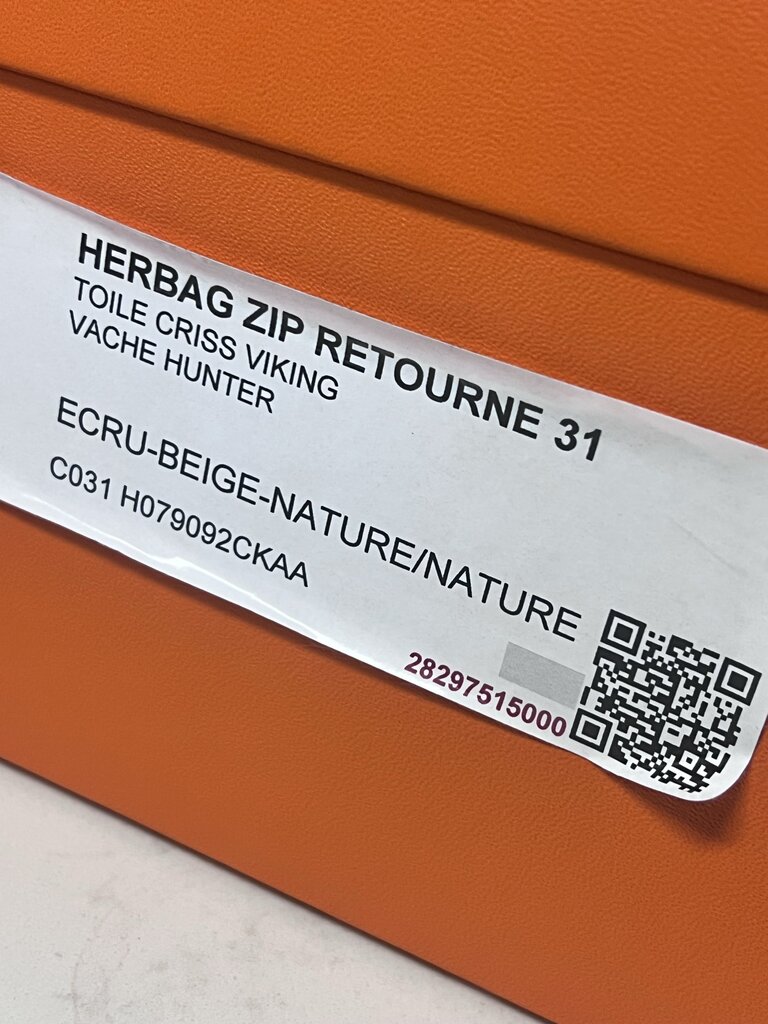 HERBAG ZIP RETOURNE 31
TOILE CRISS VIKING
VACHE HUNTER
ECRU-BEIGE-NATURE/NATURE
C031 H079092CKAA
28297515000